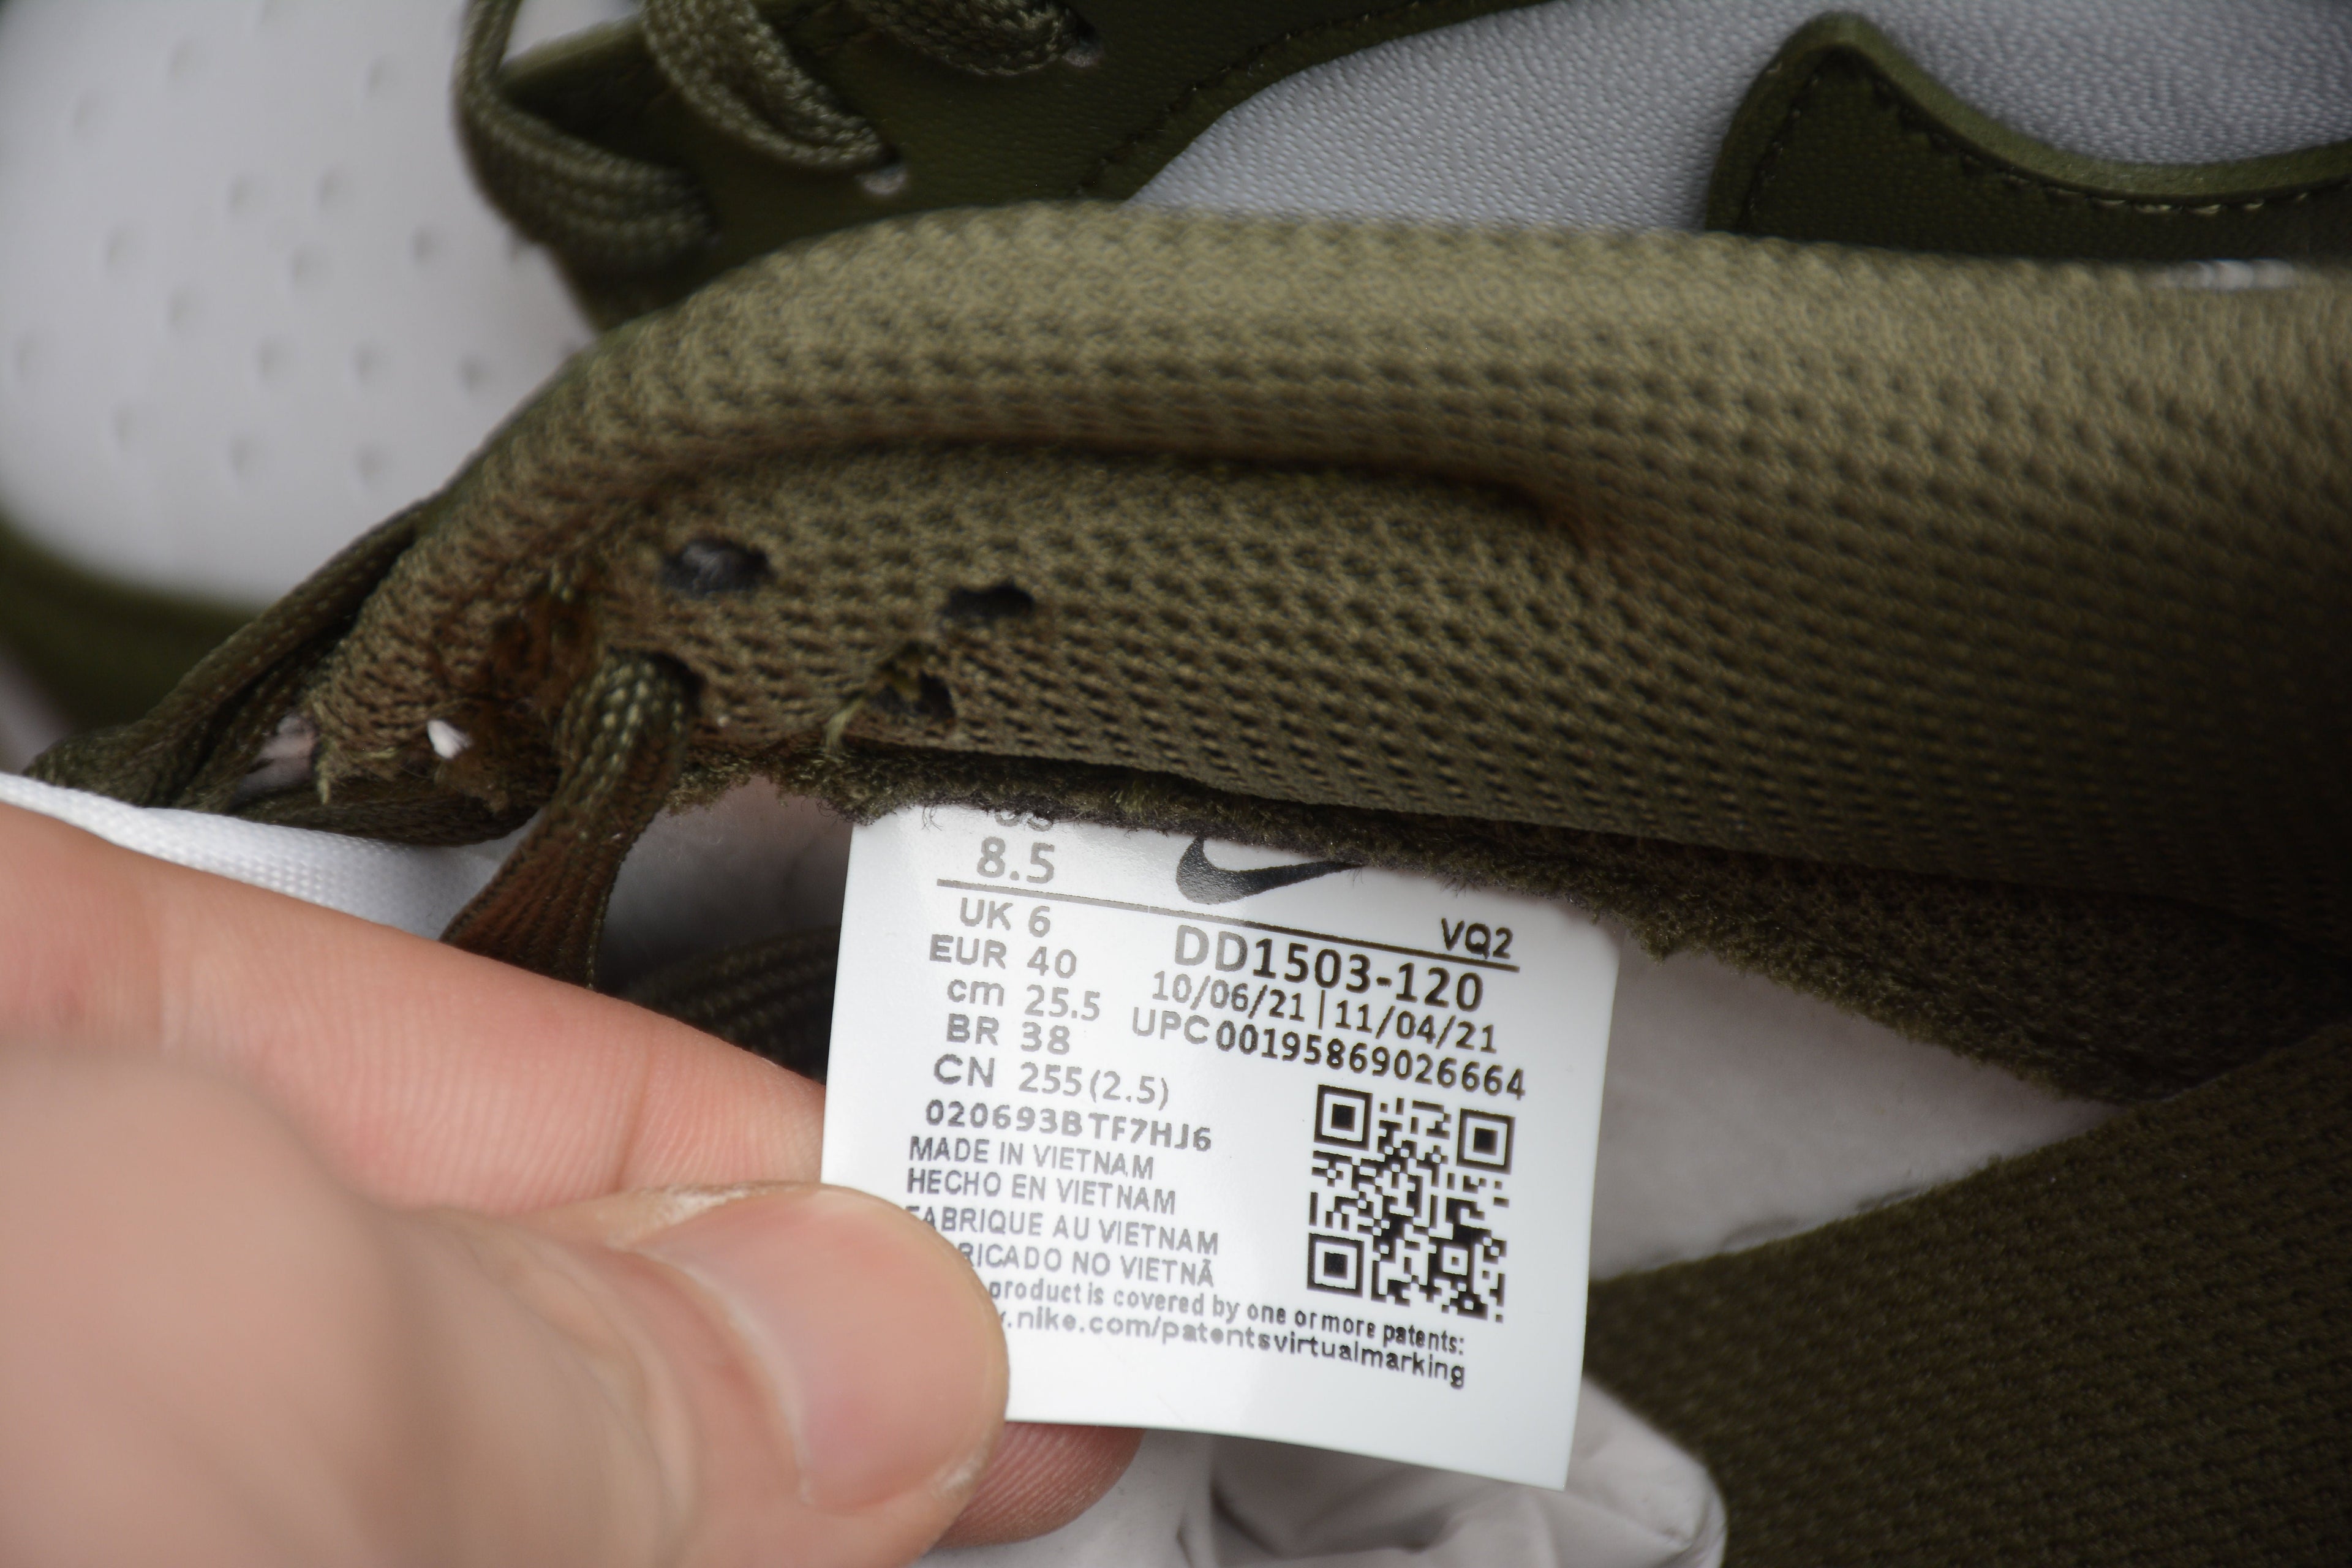 8.5
UK 6
EUR 40
cm 25.5
BR 38
CN 255(2.5)
VQ2
DD1503-120
10/06/21|11/04/21
UPC00195869026664
020693BTF7HJ6
MADE IN VIETNAM
HECHO EN VIETNAM
FABRIQUE AU VIETNAM
RICADO NO VIETNÃ
product is covered by one or more patents:
.nike.com/patentsvirtualmarking